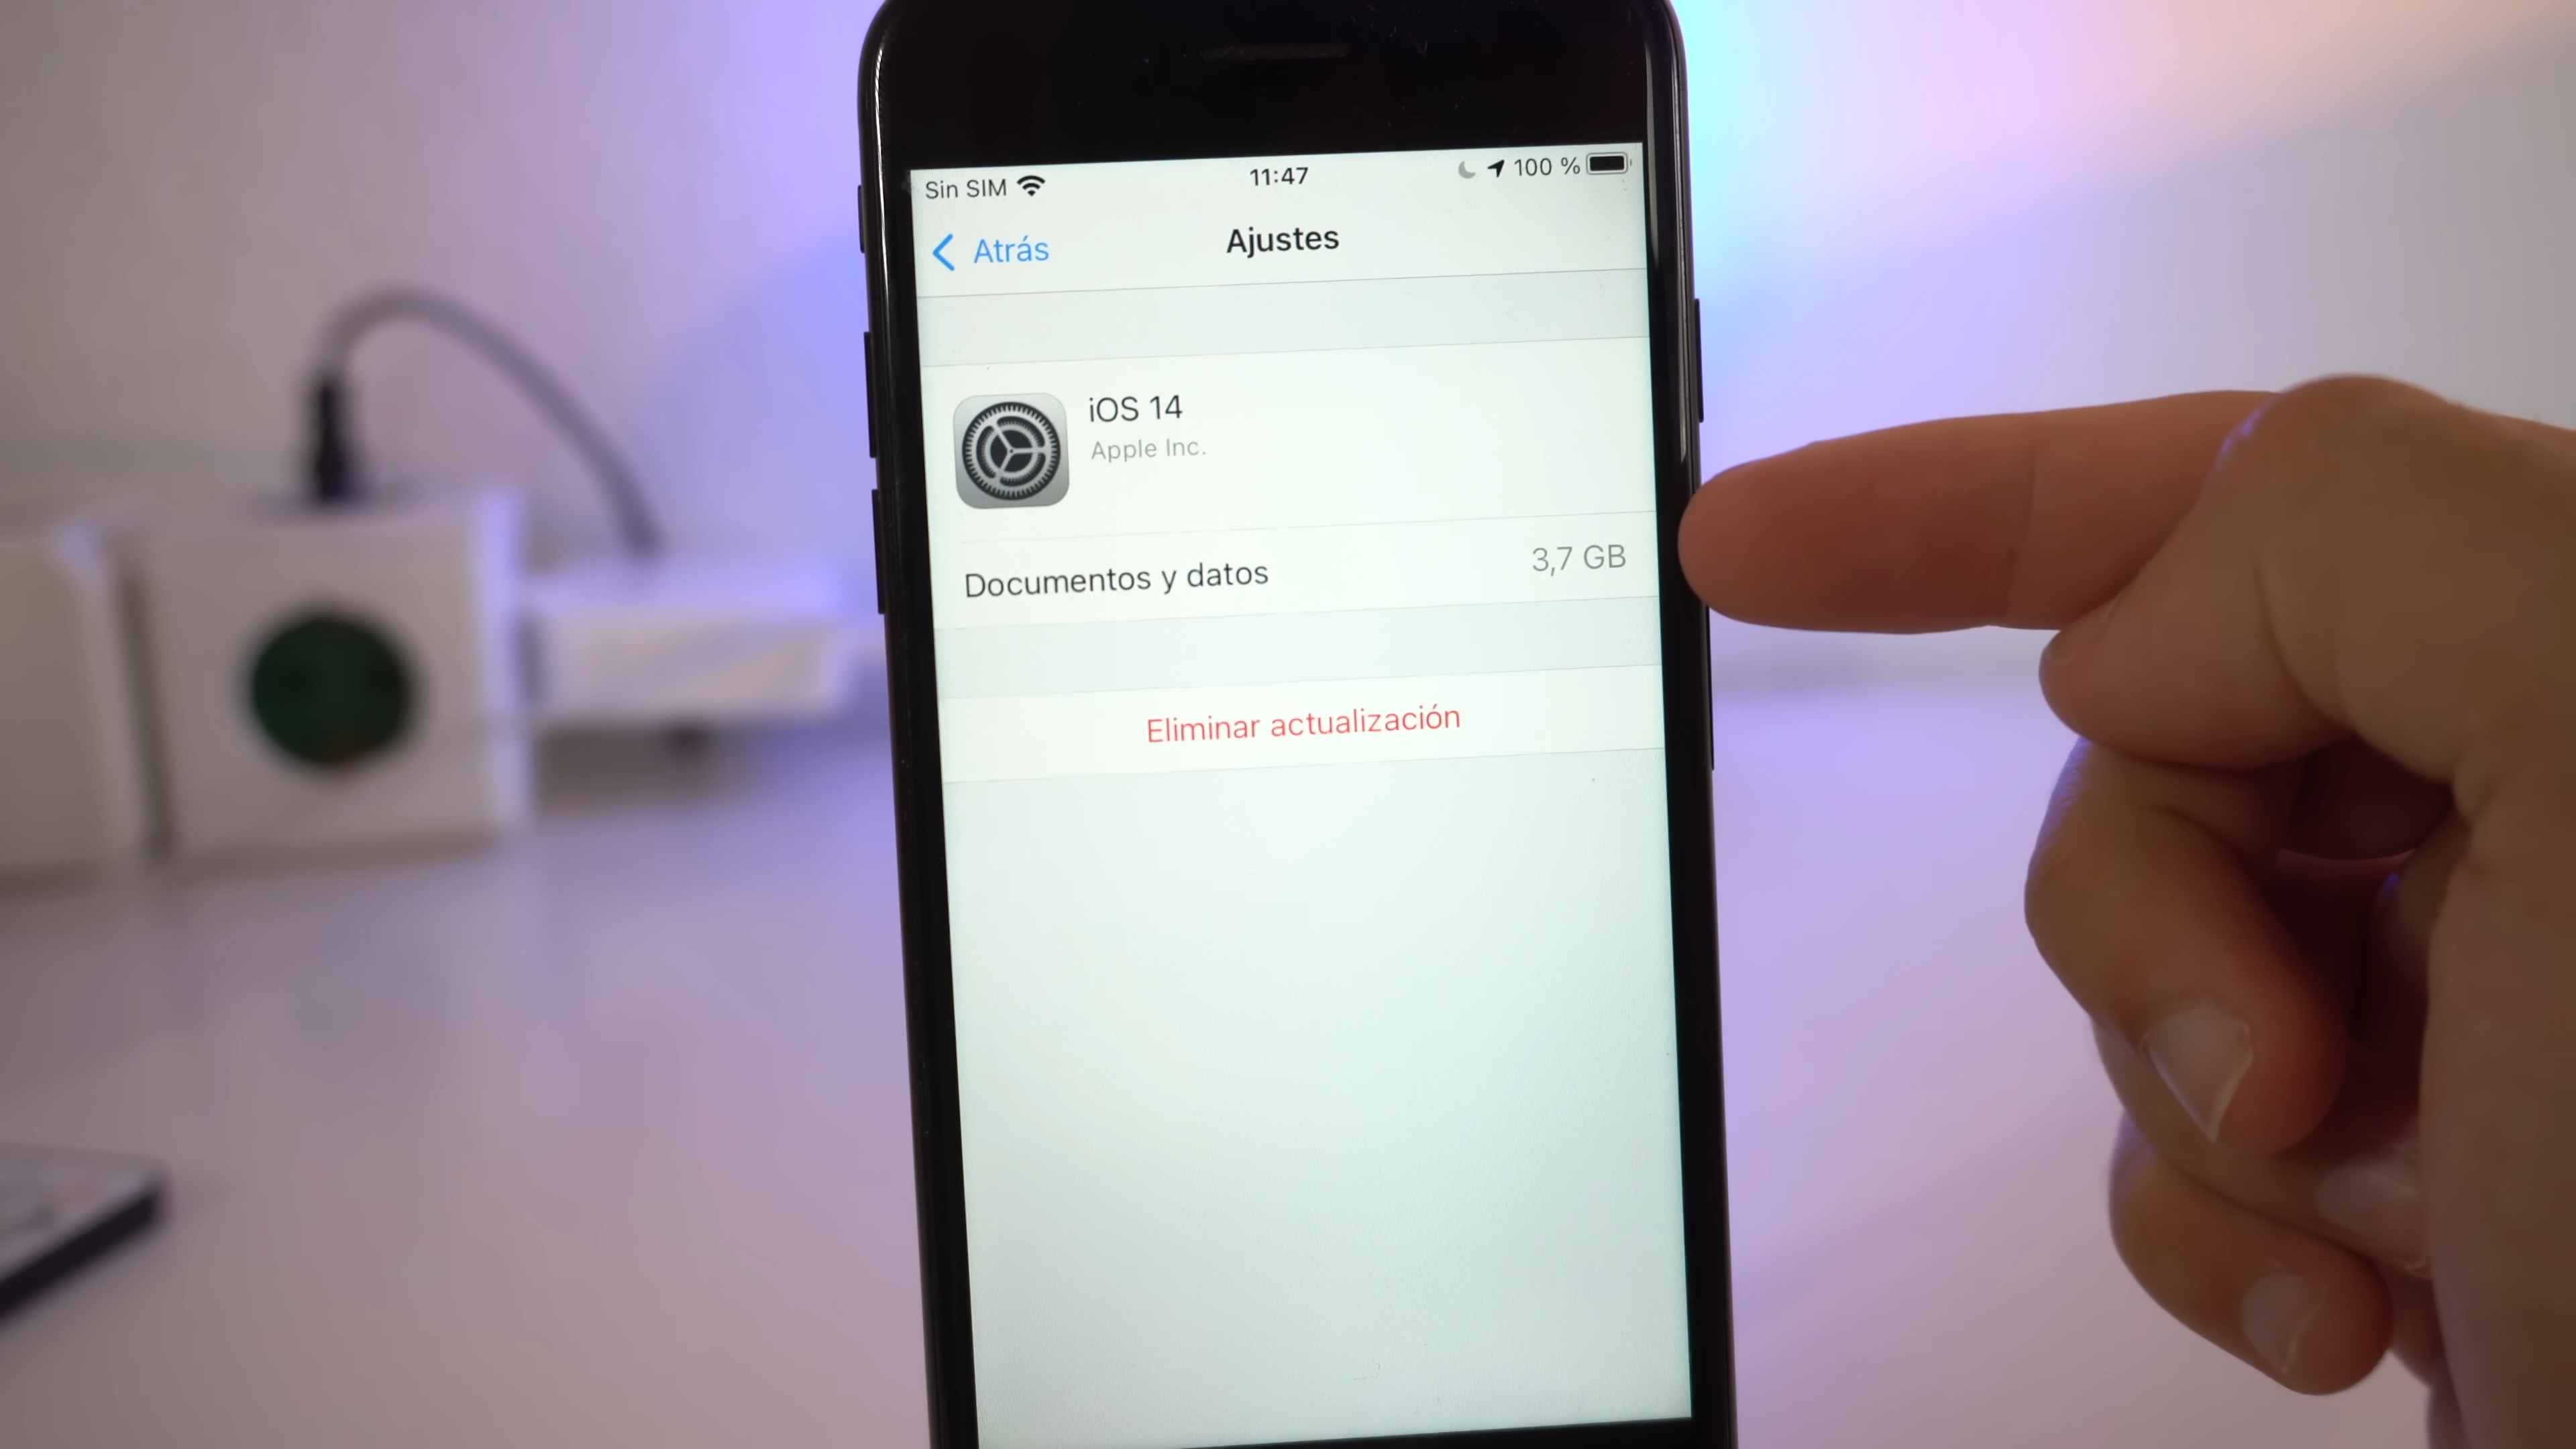 Sin SIM 11:47 100 %
Atrás Ajustes
iOS 14
Apple Inc.
Documentos y datos 3,7 GB
Eliminar actualización